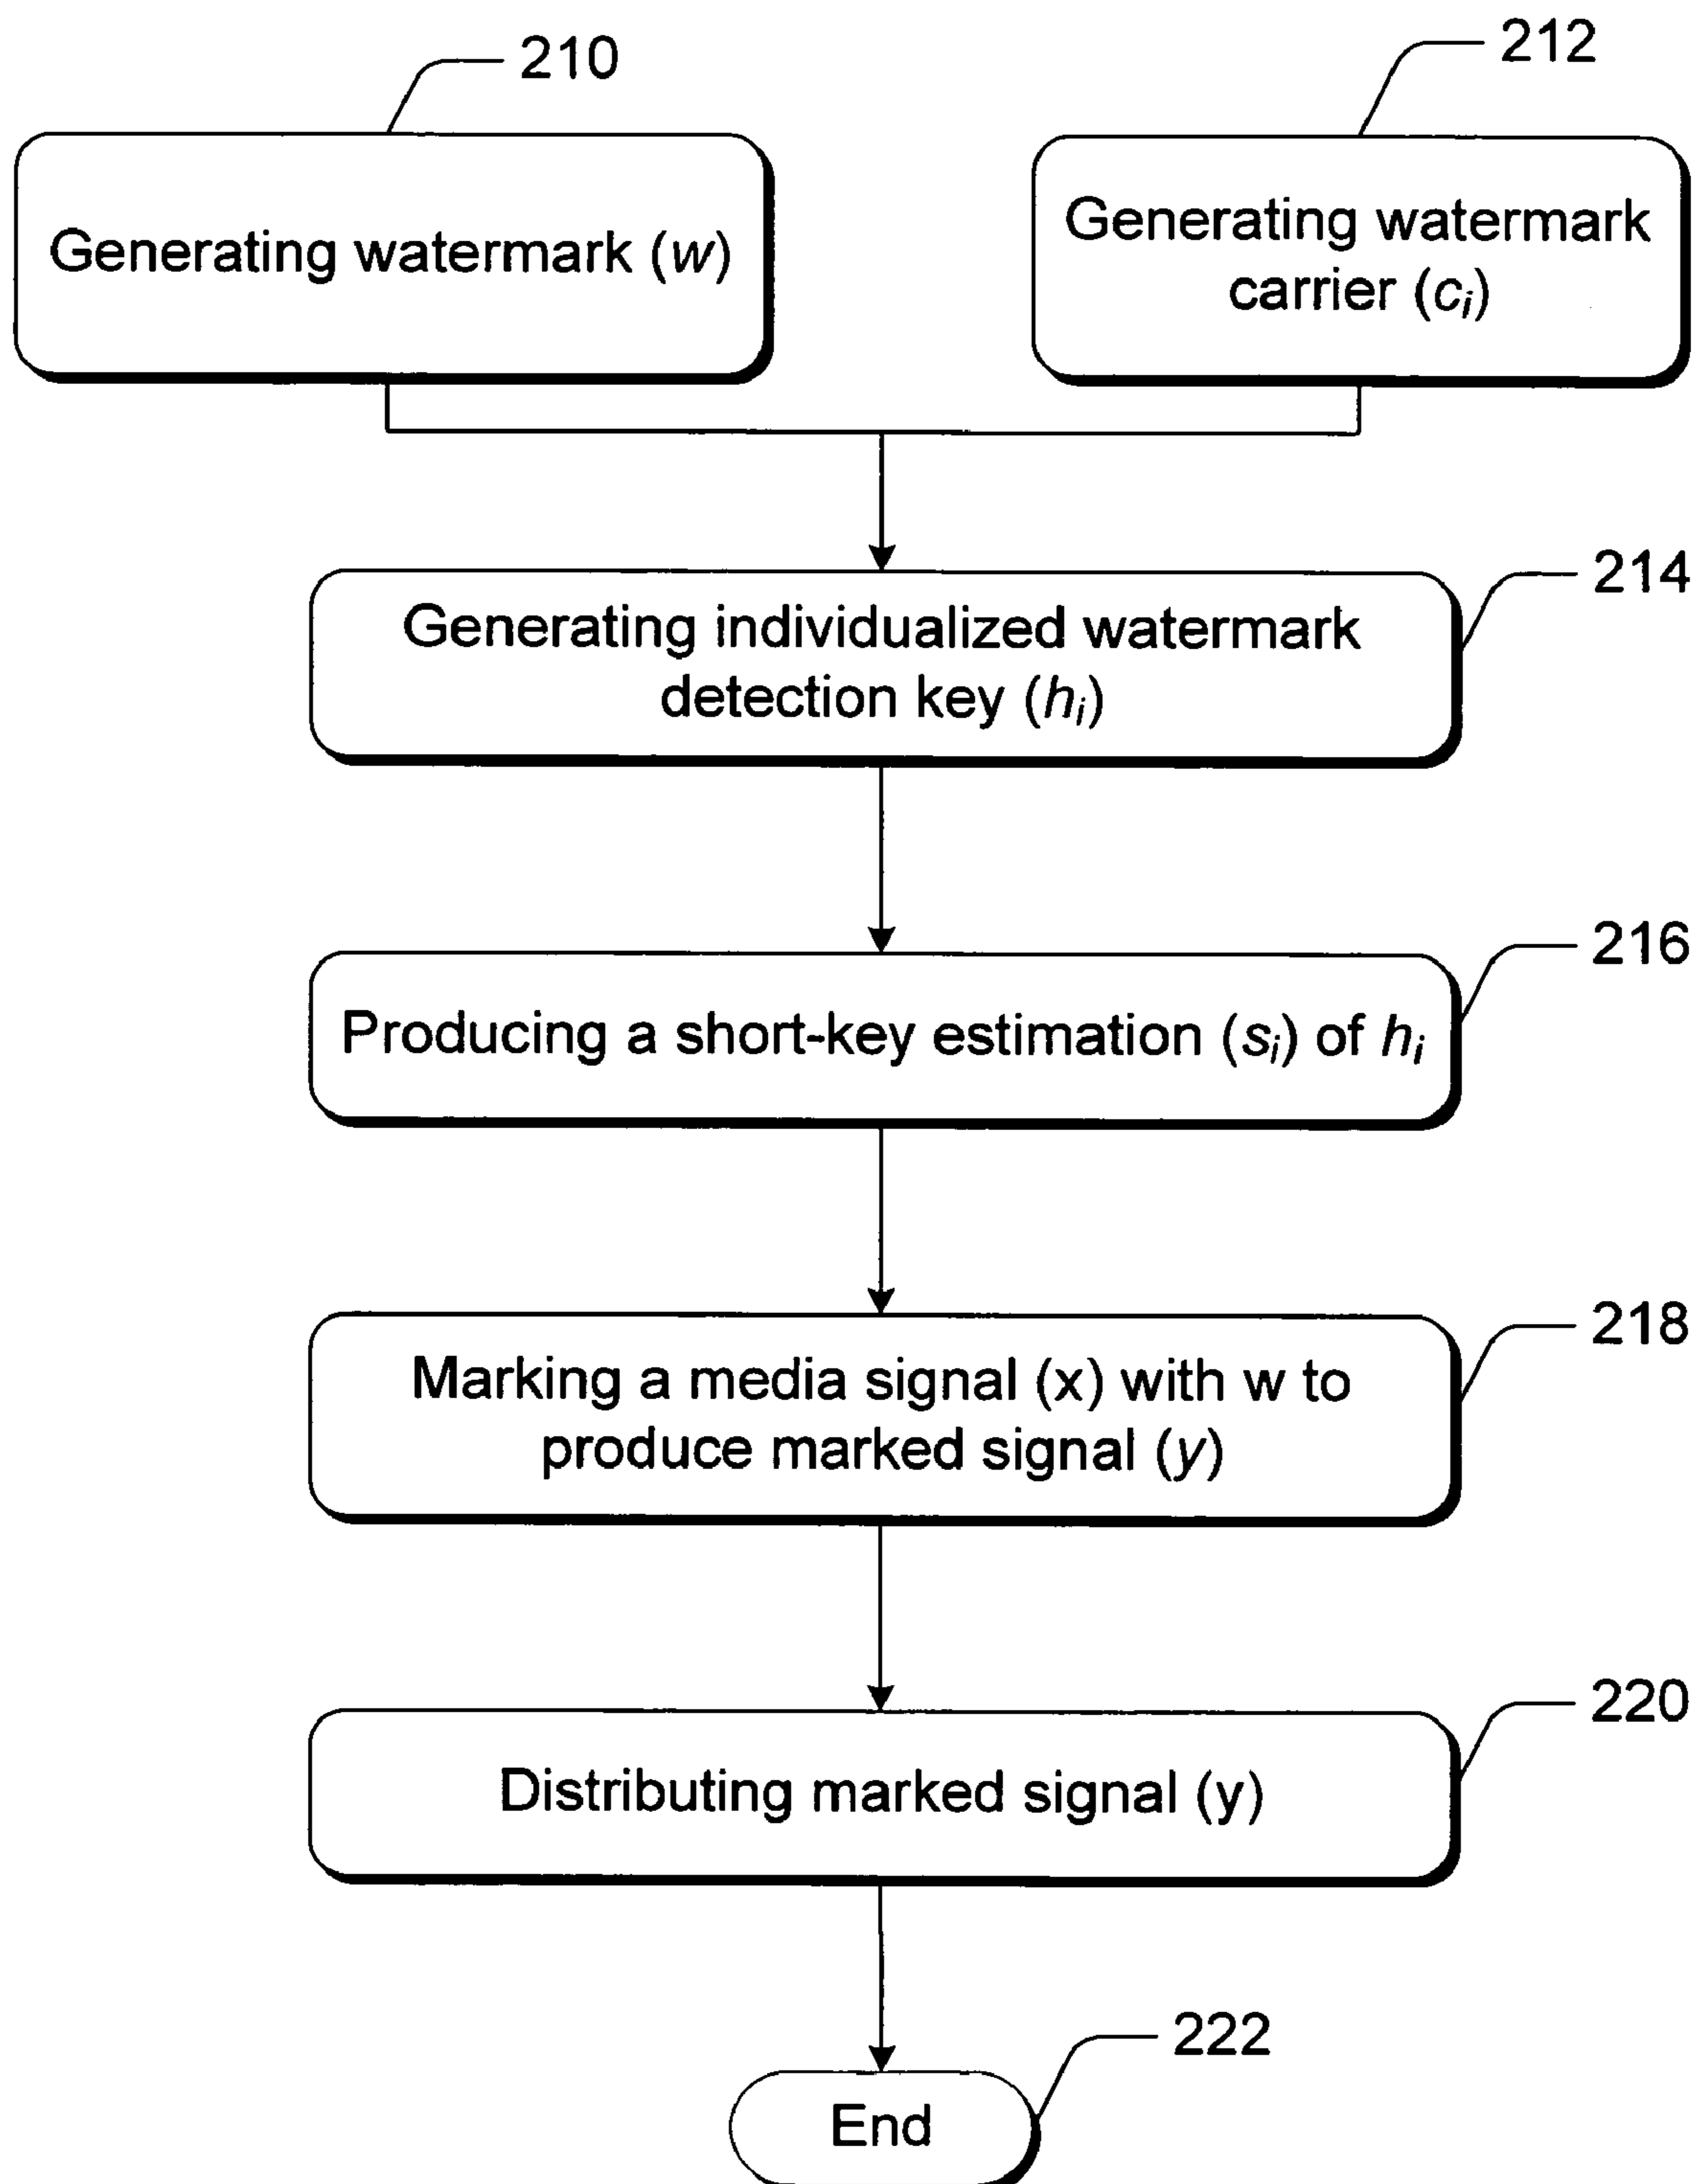 210
212
Generating watermark (w)
Generating watermark
carrier (cᵢ)
214
Generating individualized watermark
detection key (hᵢ)
216
Producing a short-key estimation (sᵢ) of hᵢ
218
Marking a media signal (x) with w to
produce marked signal (y)
220
Distributing marked signal (y)
222
End